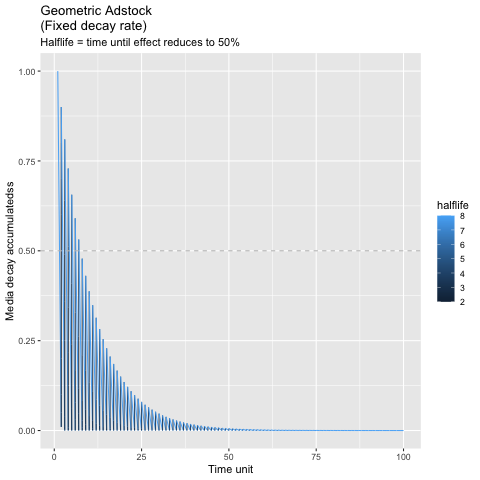 Geometric Adstock
(Fixed decay rate)
Halflife = time until effect reduces to 50%
1.00
0.75
0.50
0.25
0.00
Media decay accumulatedss
0
25
50
75
100
Time unit
halflife
8
7
6
5
4
3
2